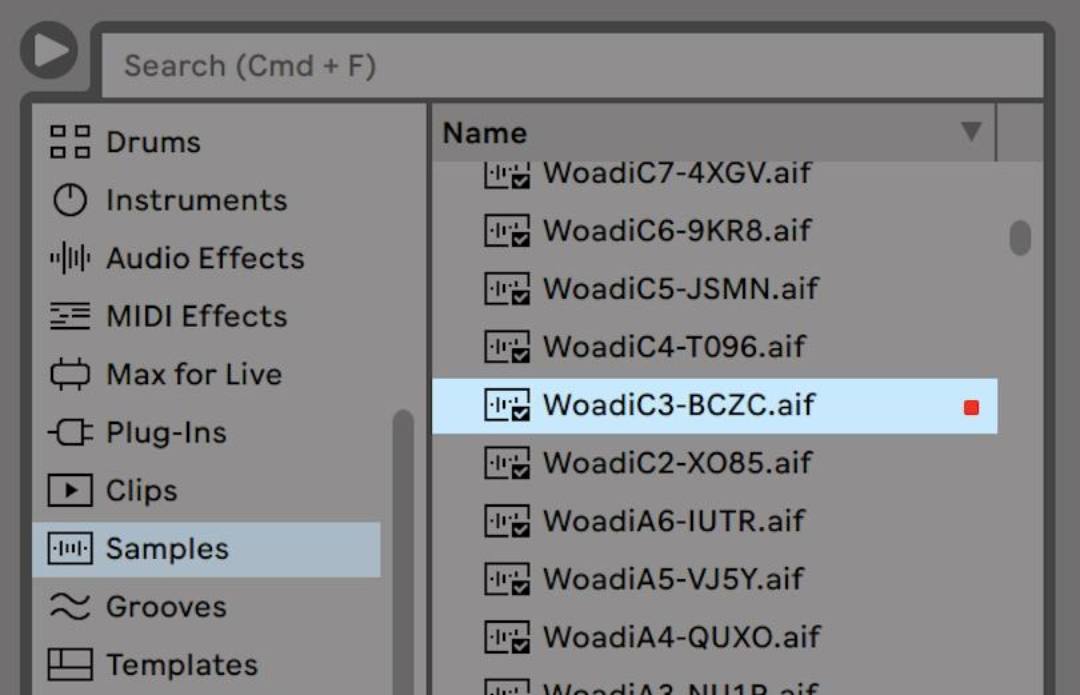 Search (Cmd + F)
Drums
Instruments
Audio Effects
MIDI Effects
Max for Live
Plug-Ins
Clips
Samples
Grooves
Templates
Name
WoadiC7-4XGV.aif
WoadiC6-9KR8.aif
WoadiC5-JSMN.aif
WoadiC4-T096.aif
WoadiC3-BCZC.aif
WoadiC2-XO85.aif
WoadiA6-IUTR.aif
WoadiA5-VJ5Y.aif
WoadiA4-QUXO.aif